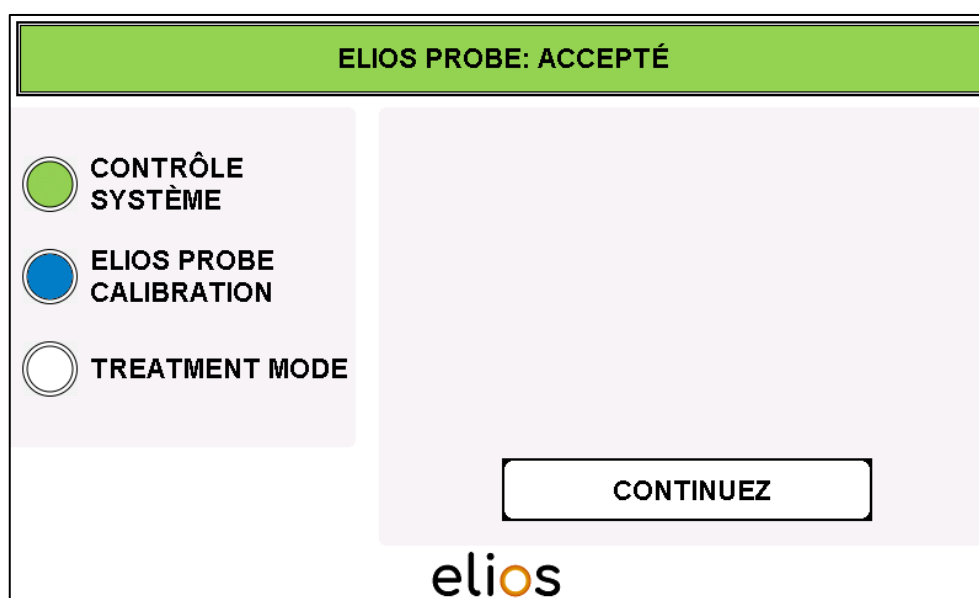 ELIOS PROBE: ACCEPTÉ
CONTRÔLE
SYSTÈME
ELIOS PROBE
CALIBRATION
TREATMENT MODE
CONTINUEZ
elios